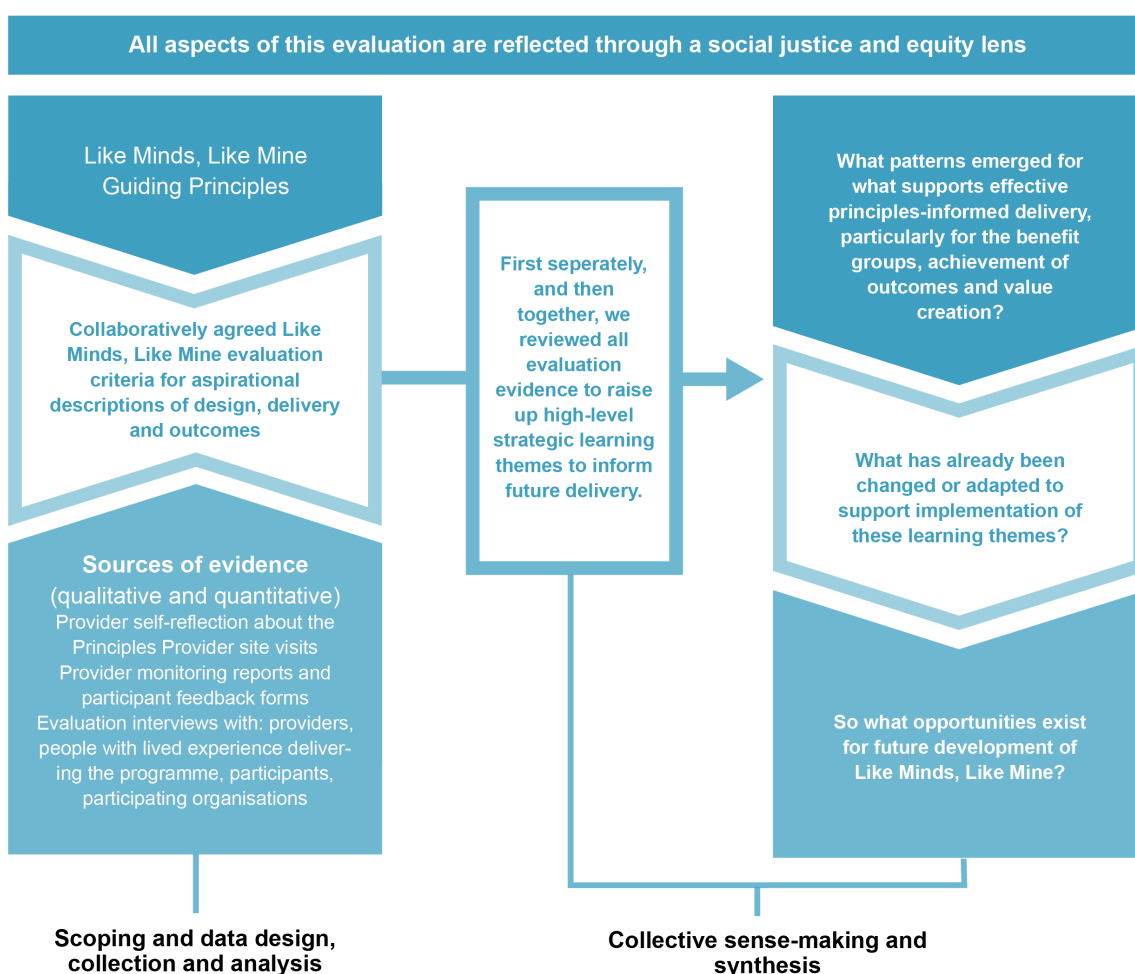 All aspects of this evaluation are reflected through a social justice and equity lens
Like Minds, Like Mine
Guiding Principles
Collaboratively agreed Like
Minds, Like Mine evaluation
criteria for aspirational
descriptions of design, delivery
and outcomes
Sources of evidence
(qualitative and quantitative)
Provider self-reflection about the
Principles Provider site visits
Provider monitoring reports and
participant feedback forms
Evaluation interviews with: providers,
people with lived experience deliver-
ing the programme, participants,
participating organisations
Scoping and data design,
collection and analysis
First seperately,
and then
together, we
reviewed all
evaluation
evidence to raise
up high-level
strategic learning
themes to inform
future delivery.
What patterns emerged for
what supports effective
principles-informed delivery,
particularly for the benefit
groups, achievement of
outcomes and value
creation?
What has already been
changed or adapted to
support implementation of
these learning themes?
So what opportunities exist
for future development of
Like Minds, Like Mine?
Collective sense-making and
synthesis